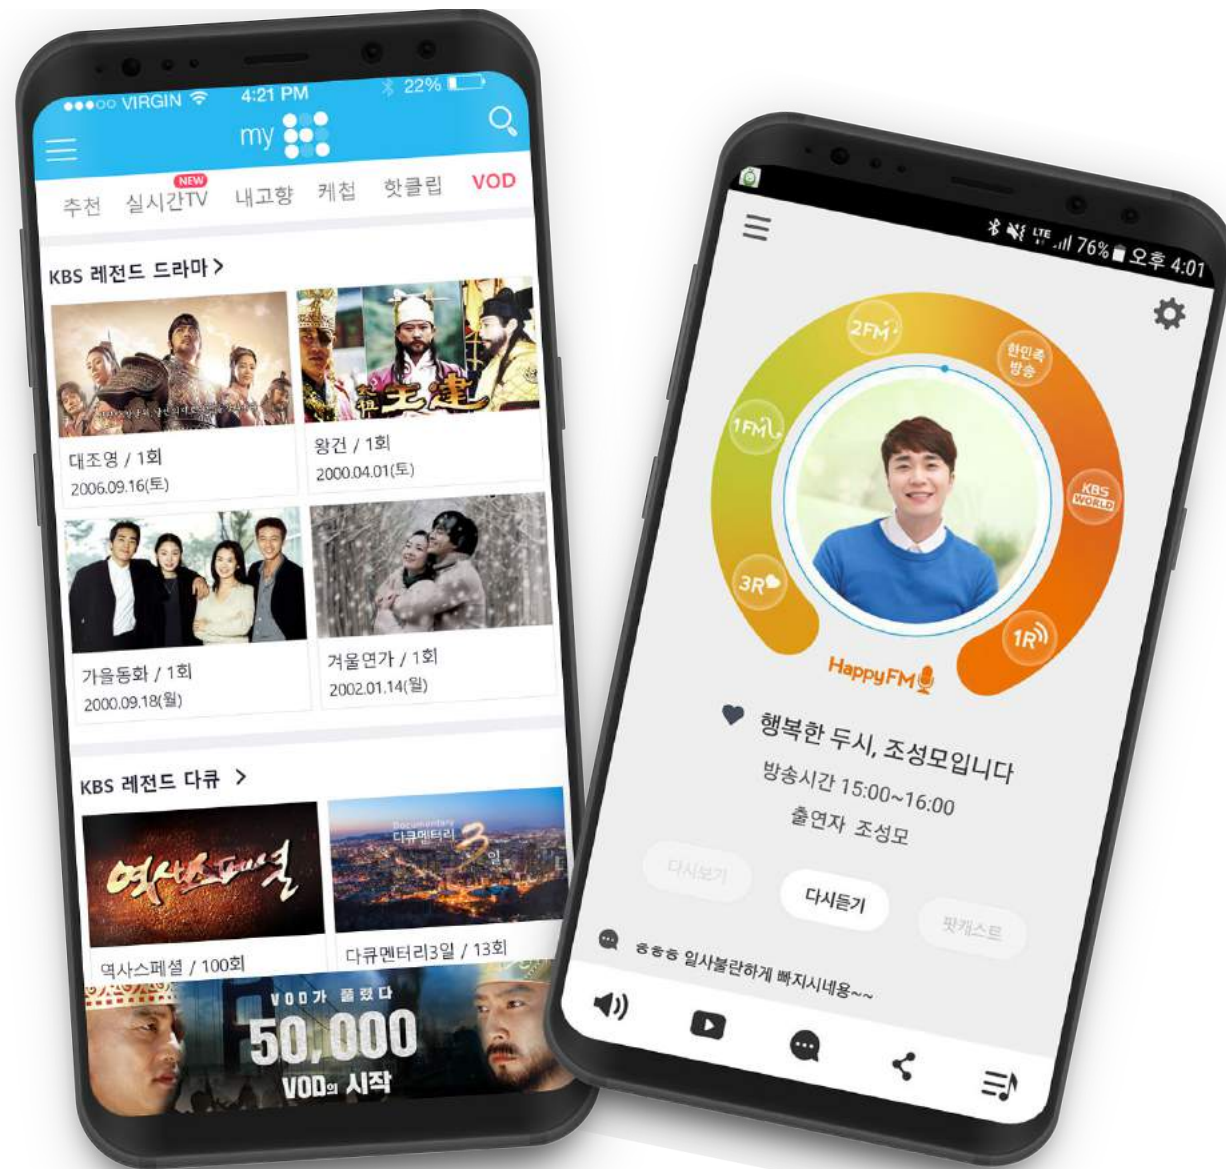 VIRGIN 4:21 PM 22%
my K
추천 실시간TV NEW 내고향 케첩 핫클립 VOD
KBS 레전드 드라마 >
太祖 王建
대조영 / 1회
2006.09.16(토)
왕건 / 1회
2000.04.01(토)
가을동화 / 1회
2000.09.18(월)
겨울연가 / 1회
2002.01.14(월)
KBS 레전드 다큐 >
역사스페셜
Documentary
다큐멘터리 3일
역사스페셜 / 100회
다큐멘터리3일 / 13회
VOD가 풀렸다
50,000
VOD의 시작
LTE 76% 오후 4:01
2FM
한민족
방송
1FM
KBS
WORLD
3R
1R
HappyFM
행복한 두시, 조성모입니다
방송시간 15:00~16:00
출연자 조성모
다시보기 다시듣기 팟캐스트
ㅎㅎㅎ 일사불란하게 빠지시네용~~